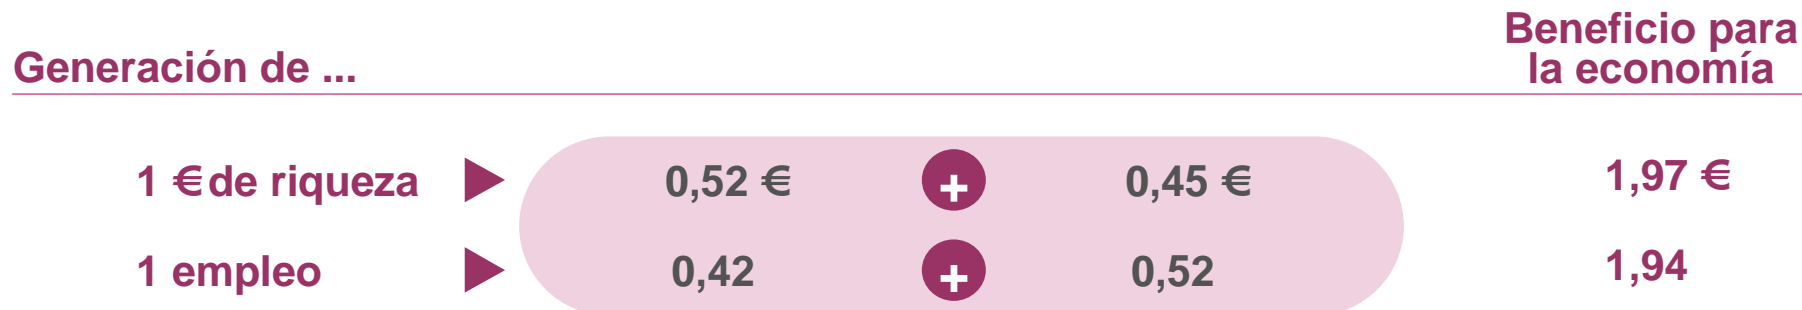 Beneficio para
la economía
Generación de ...
1 € de riqueza 0,52 € + 0,45 € 1,97 €
1 empleo 0,42 + 0,52 1,94